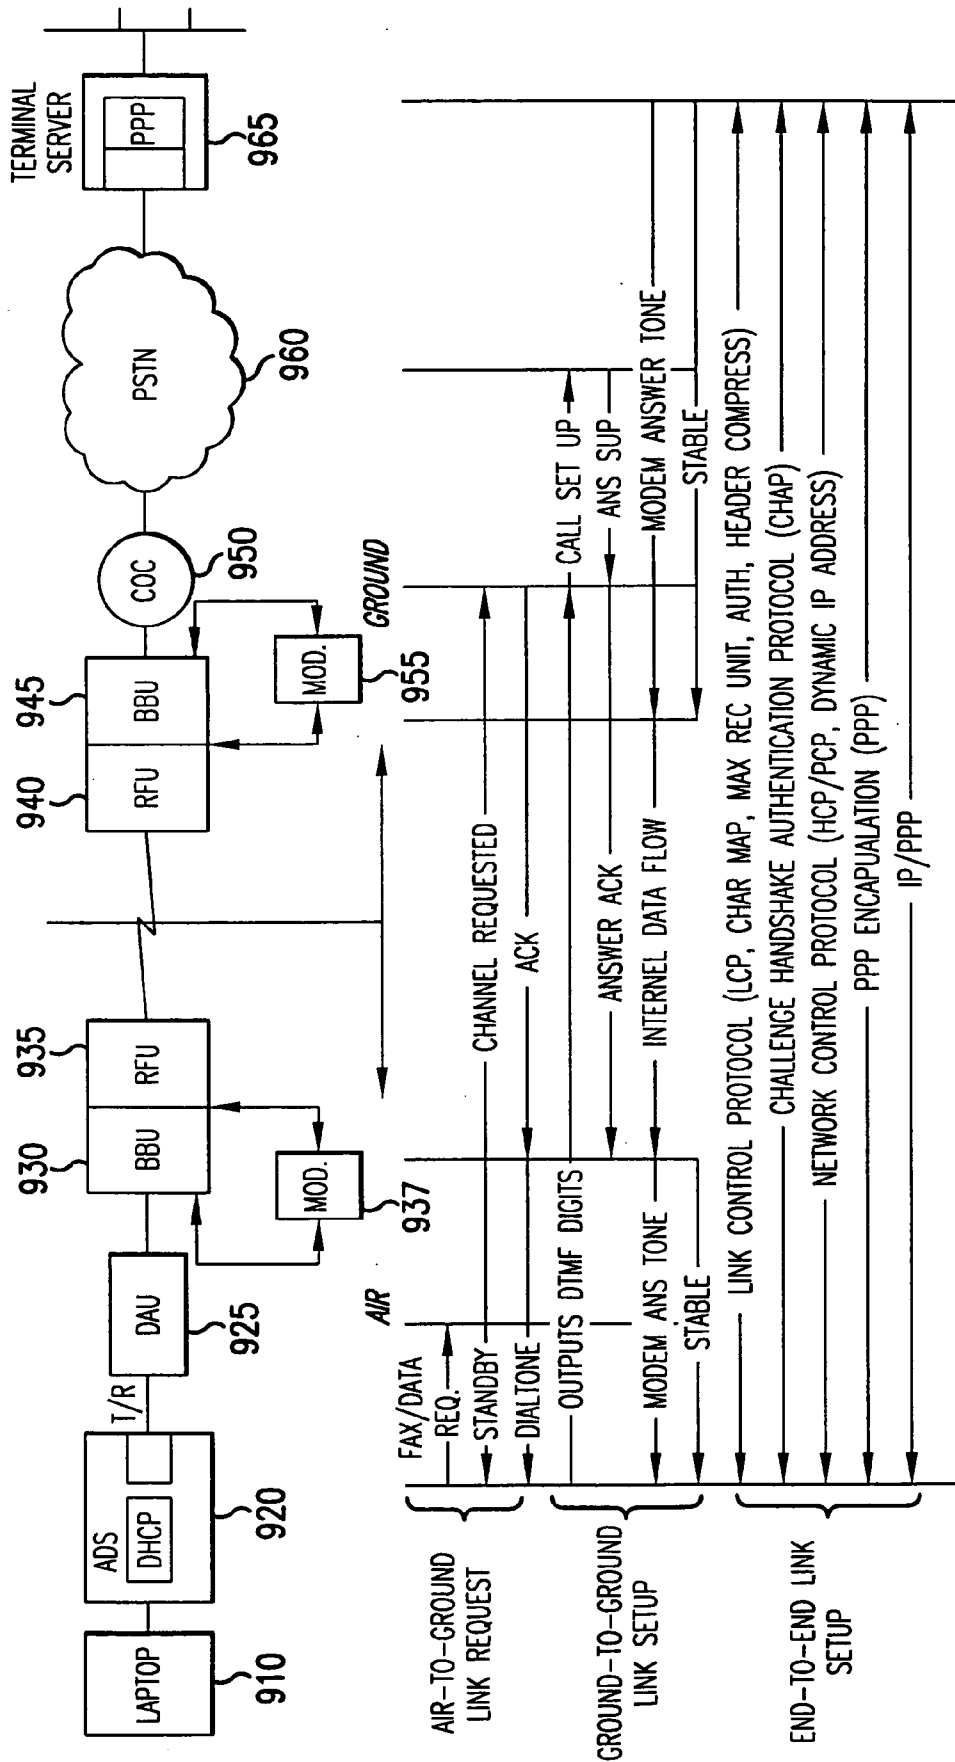 LAPTOP
910
ADS
DHCP
920
T/R
DAU
925
930
935
BBU
RFU
MOD.
937
940
945
RFU
BBU
MOD.
955
COC
950
PSTN
960
TERMINAL
SERVER
PPP
965
AIR
GROUND
AIR-TO-GROUND
LINK REQUEST
FAX/DATA
REQ.
STANDBY
CHANNEL REQUESTED
DIALTONE
ACK
GROUND-TO-GROUND
LINK SETUP
OUTPUTS DTMF DIGITS
CALL SET UP
ANSWER ACK
ANS SUP
MODEM ANS TONE
INTERNAL DATA FLOW
MODEM ANSWER TONE
STABLE
STABLE
END-TO-END LINK
SETUP
LINK CONTROL PROTOCOL (LCP, CHAR MAP, MAX REC UNIT, AUTH, HEADER COMPRESS)
CHALLENGE HANDSHAKE AUTHENTICATION PROTOCOL (CHAP)
NETWORK CONTROL PROTOCOL (HCP/PCP, DYNAMIC IP ADDRESS)
PPP ENCAPUALATION (PPP)
IP/PPP